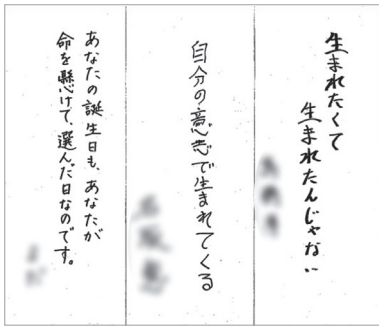 生まれたくて
生まれたんじゃない
自分の意志で生まれてくる
あなたの誕生日も、あなたが
命を懸けて、選んだ日なのです。